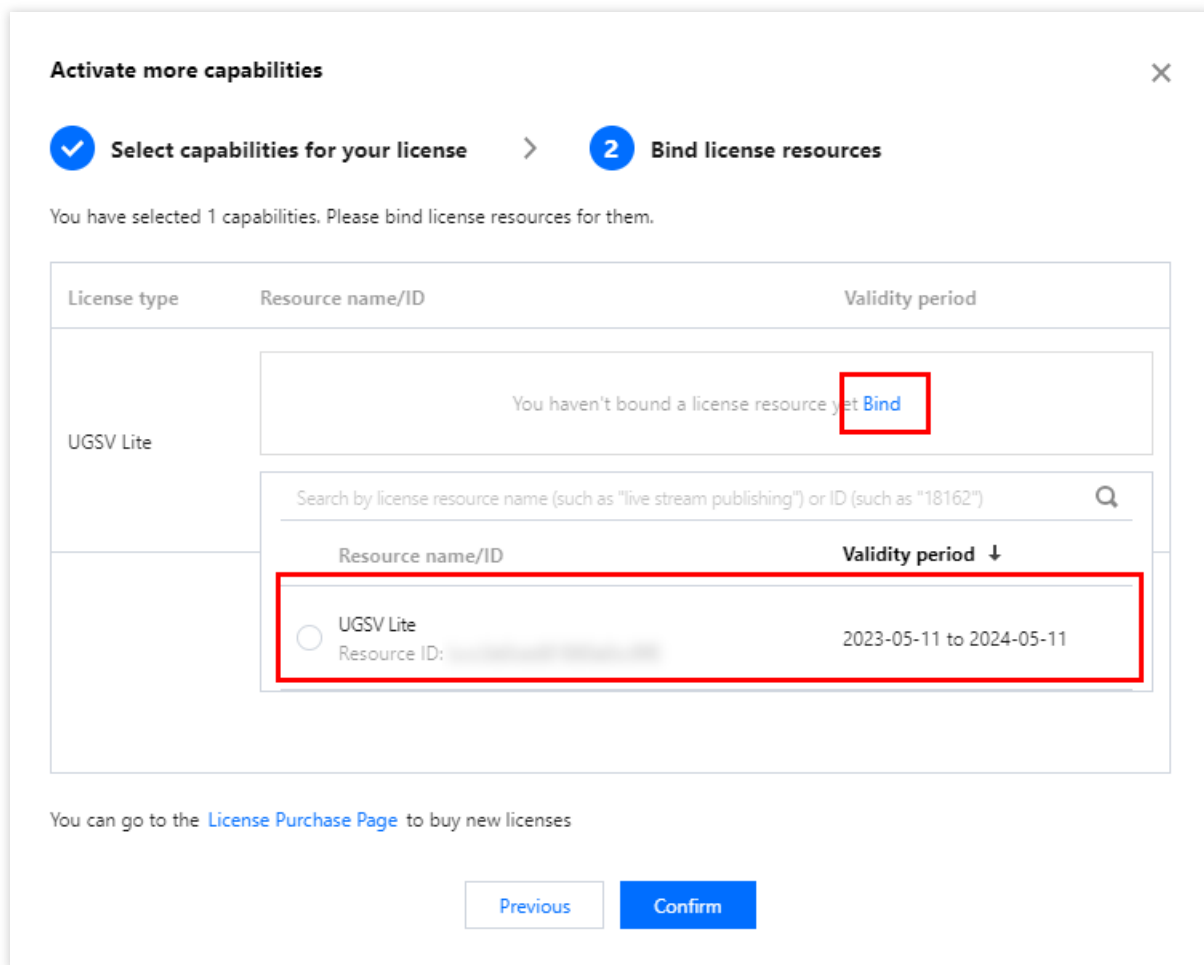 Activate more capabilities
Select capabilities for your license
2 Bind license resources
You have selected 1 capabilities. Please bind license resources for them.
License type Resource name/ID Validity period
You haven't bound a license resource yet Bind
UGSV Lite
Search by license resource name (such as "live stream publishing") or ID (such as "18162")
Resource name/ID Validity period
UGSV Lite
Resource ID:
2023-05-11 to 2024-05-11
You can go to the License Purchase Page to buy new licenses
Previous Confirm